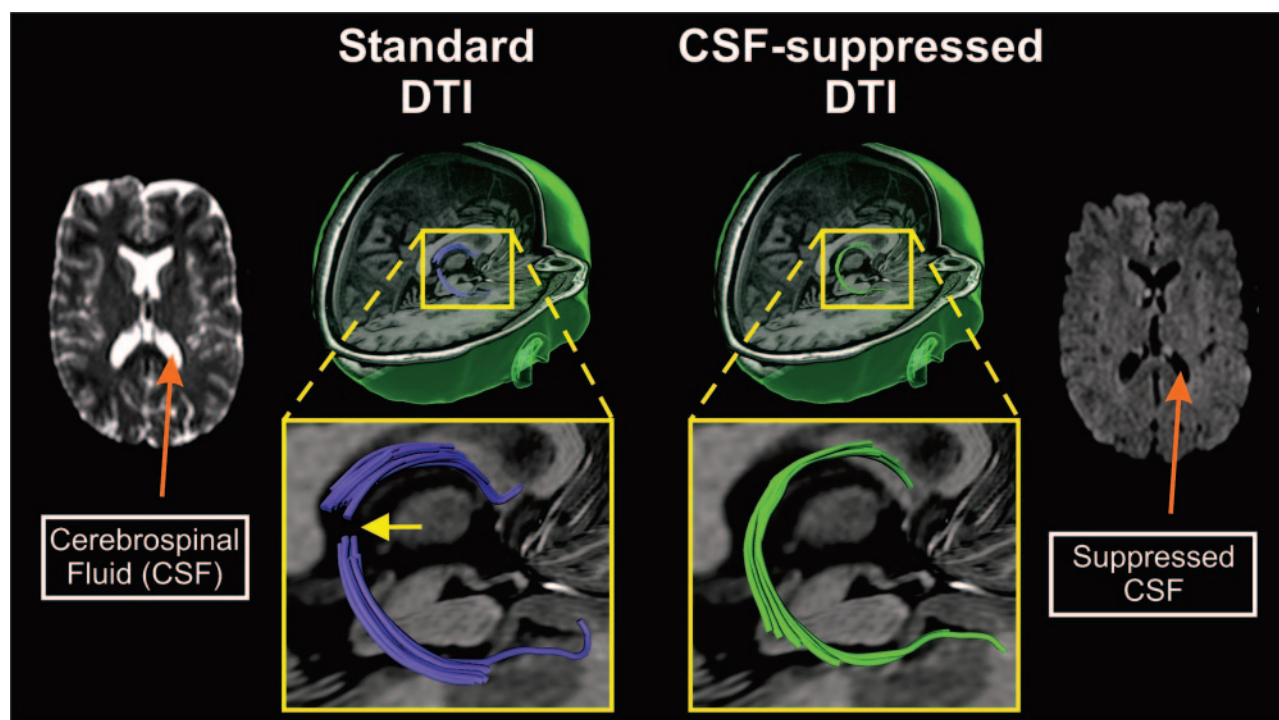 Standard
DTI
CSF-suppressed
DTI
Cerebrospinal
Fluid (CSF)
Suppressed
CSF